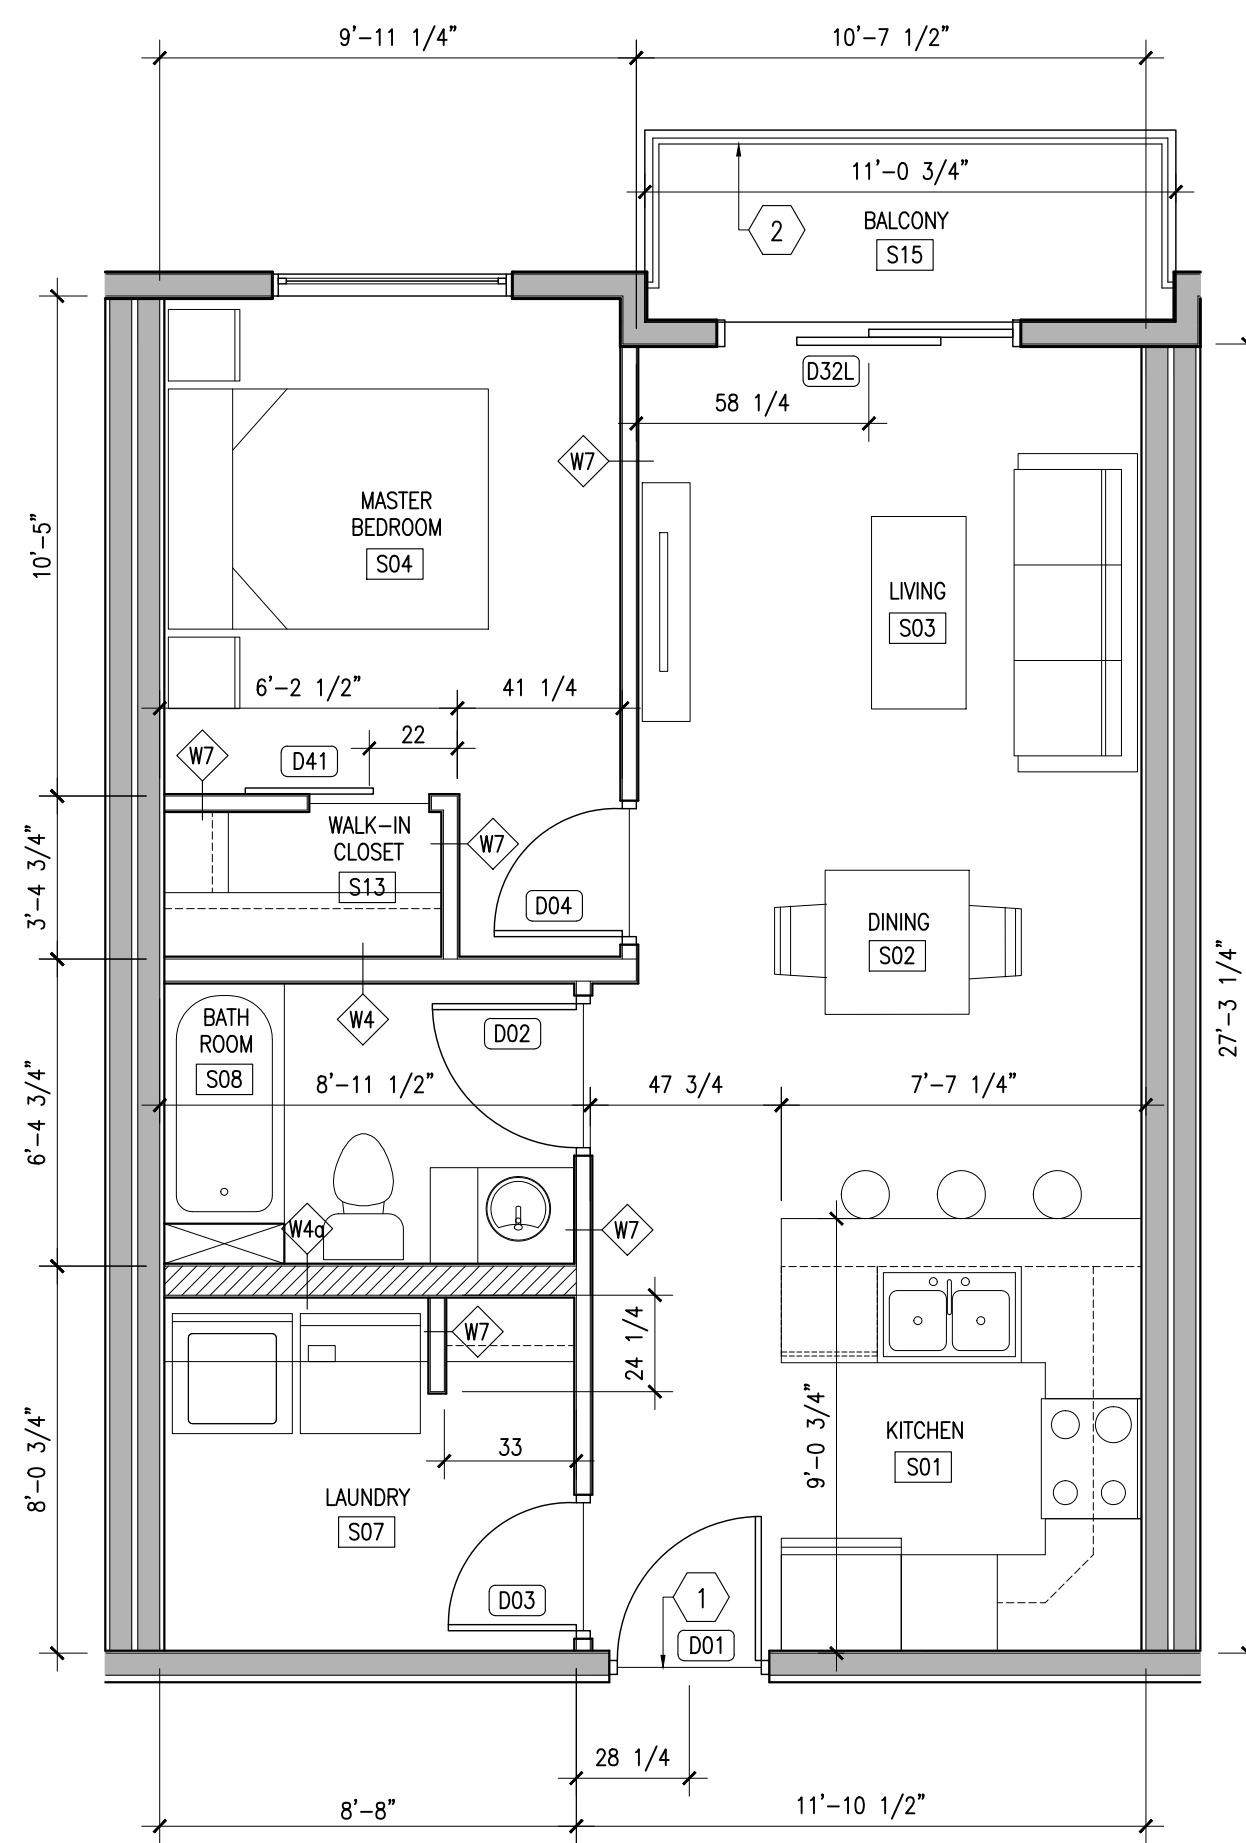 9'-11 1/4"
10'-7 1/2"
11'-0 3/4"
2
BALCONY
S15
D32L
58 1/4
W7
MASTER
BEDROOM
S04
10'-5"
LIVING
S03
6'-2 1/2"
41 1/4
22
W7
D41
WALK-IN
CLOSET
S13
W7
3'-4 3/4"
D04
DINING
S02
27'-3 1/4"
BATH
ROOM
S08
W4
D02
6'-4 3/4"
8'-11 1/2"
47 3/4
7'-7 1/4"
W4a
W7
W7
24 1/4
8'-0 3/4"
33
9'-0 3/4"
KITCHEN
S01
LAUNDRY
S07
D03
1
D01
28 1/4
8'-8"
11'-10 1/2"